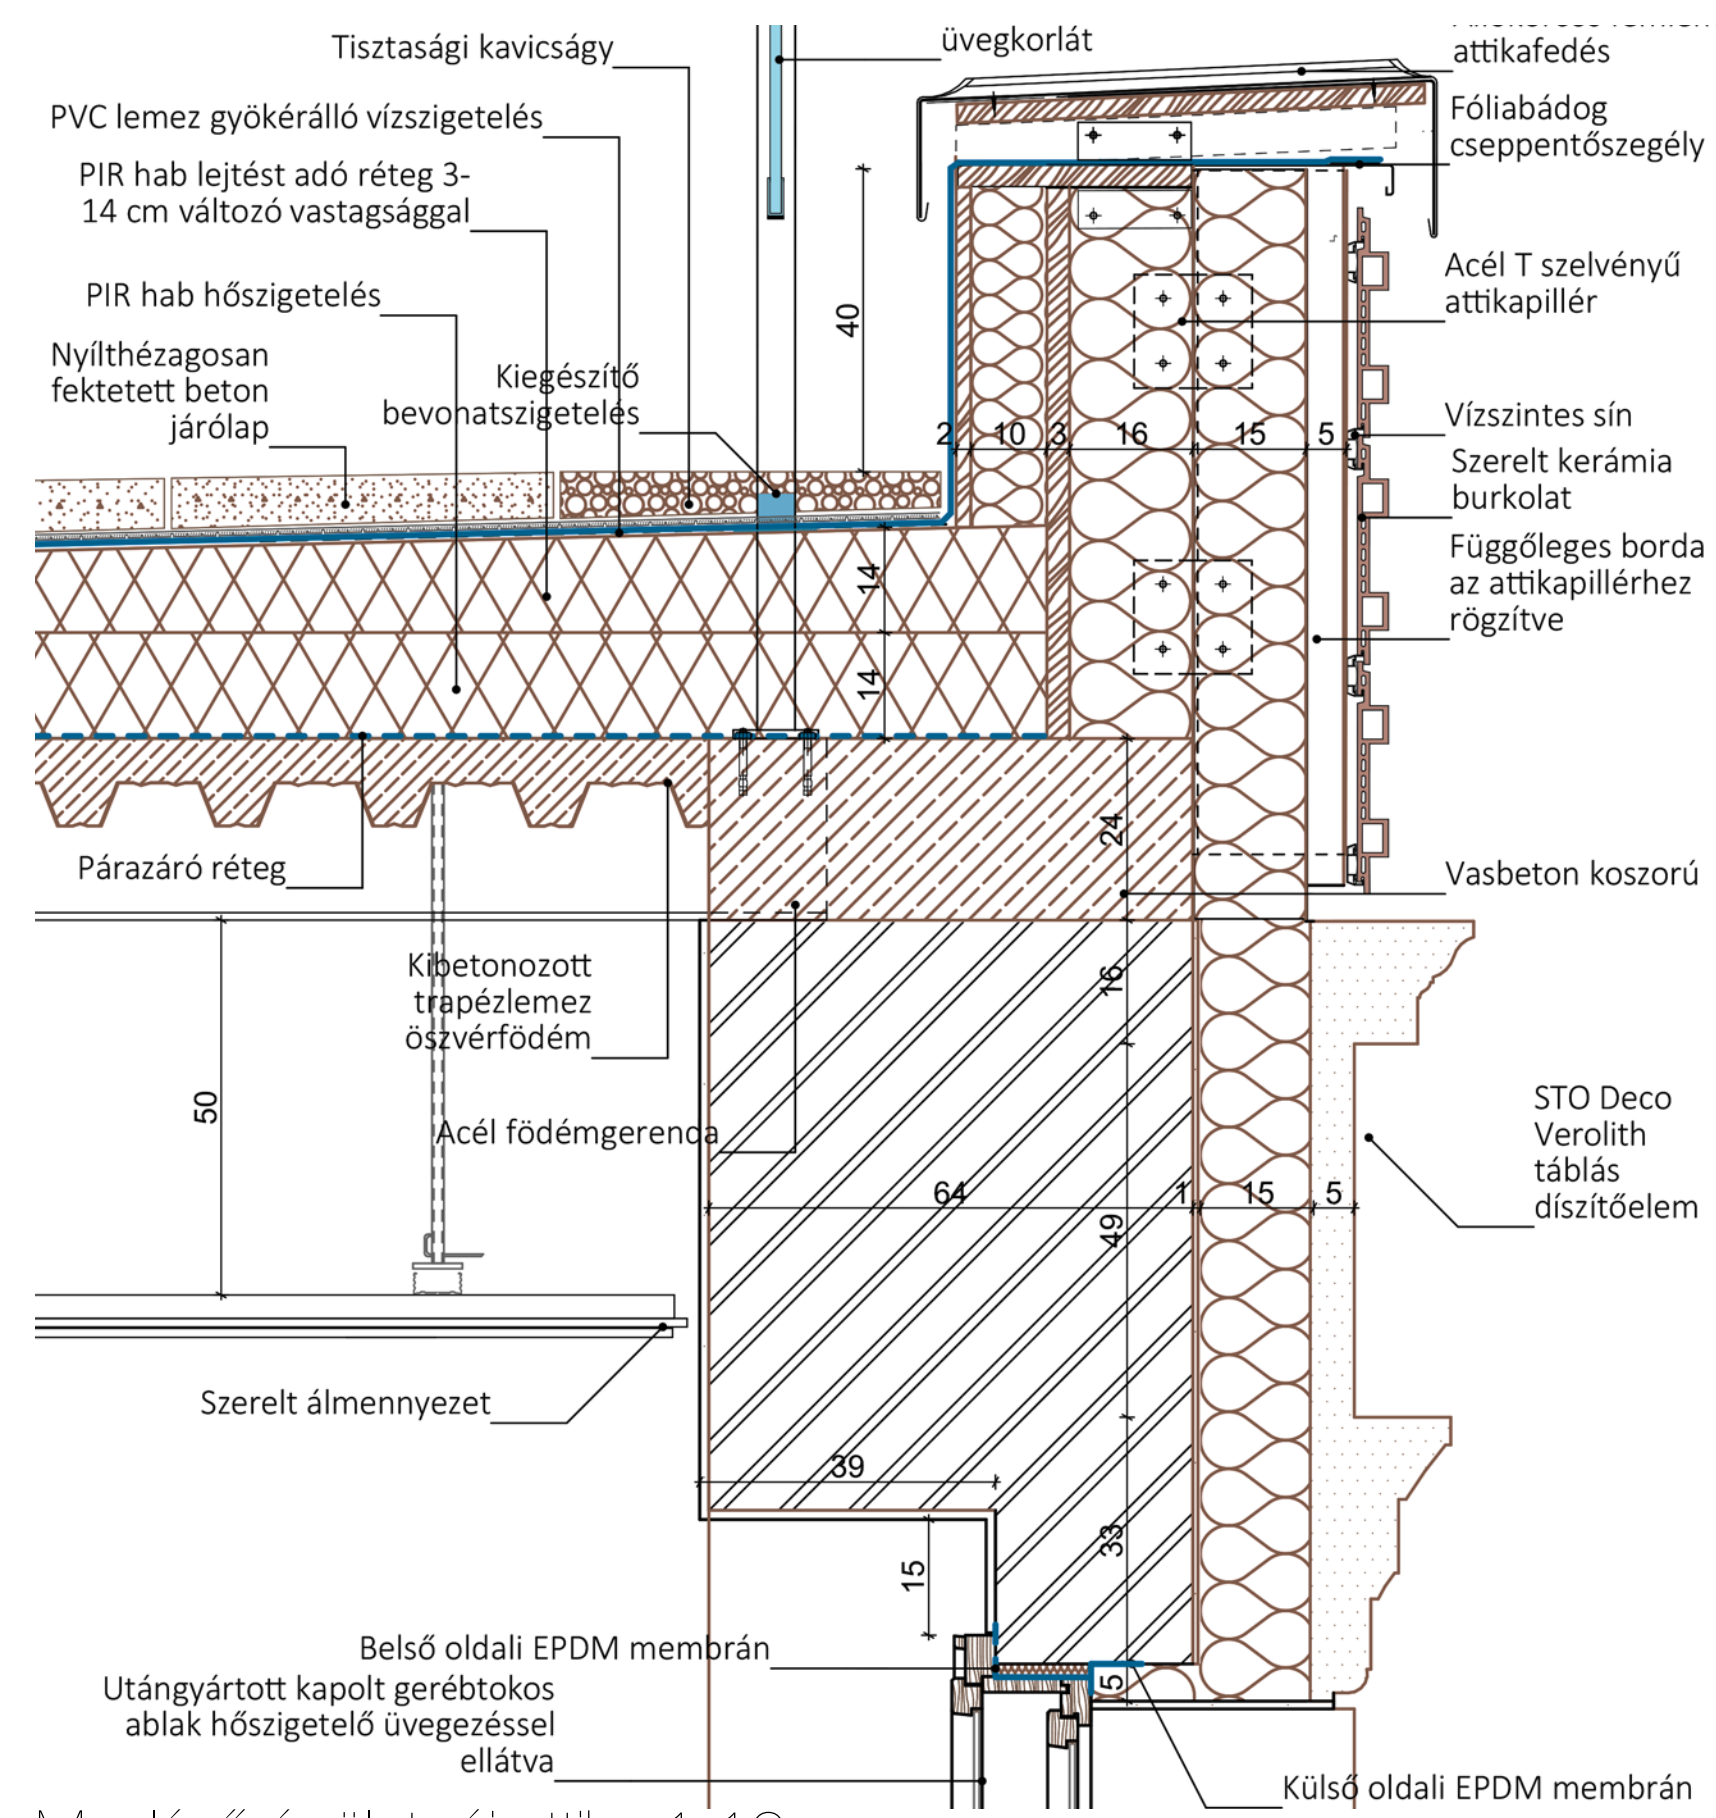 Tisztasági kavicságy
üvegkorlát
attikafedés
PVC lemez gyökérálló vízszigetelés
Fóliabádog
cseppentőszegély
PIR hab lejtést adó réteg 3-
14 cm változó vastagsággal
PIR hab hőszigetelés
Acél T szelvényű
attikapillér
Nyílthézagosan
fektetett beton
járólap
Kiegészítő
bevonatszigetelés
40
2 10 3 16 15 5
Vízszintes sín
Szerelt kerámia
burkolat
Függőleges borda
az attikapillérhez
rögzítve
14
14
24
Párazáró réteg
Vasbeton koszorú
Kibetonozott
trapézlemez
öszvérfödém
16
50
Acél födémgerenda
STO Deco
Verolith
táblás
díszítőelem
64 1 15 5
49
Szerelt álmennyezet
39
33
15
Belső oldali EPDM membrán
5
Utángyártott kapolt gerébtokos
ablak hőszigetelő üvegezéssel
ellátva
Külső oldali EPDM membrán